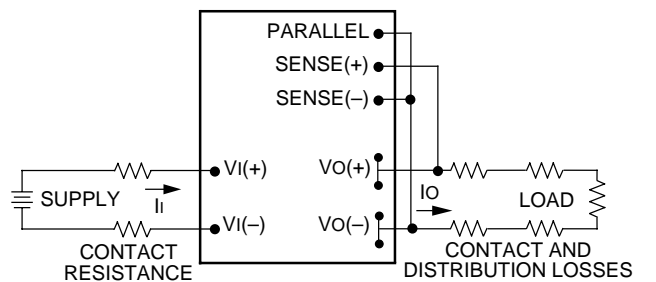 PARALLEL
SENSE(+)
SENSE(–)
VI(+)
VO(+)
SUPPLY
II
IO
LOAD
VI(–)
VO(–)
CONTACT
RESISTANCE
CONTACT AND
DISTRIBUTION LOSSES